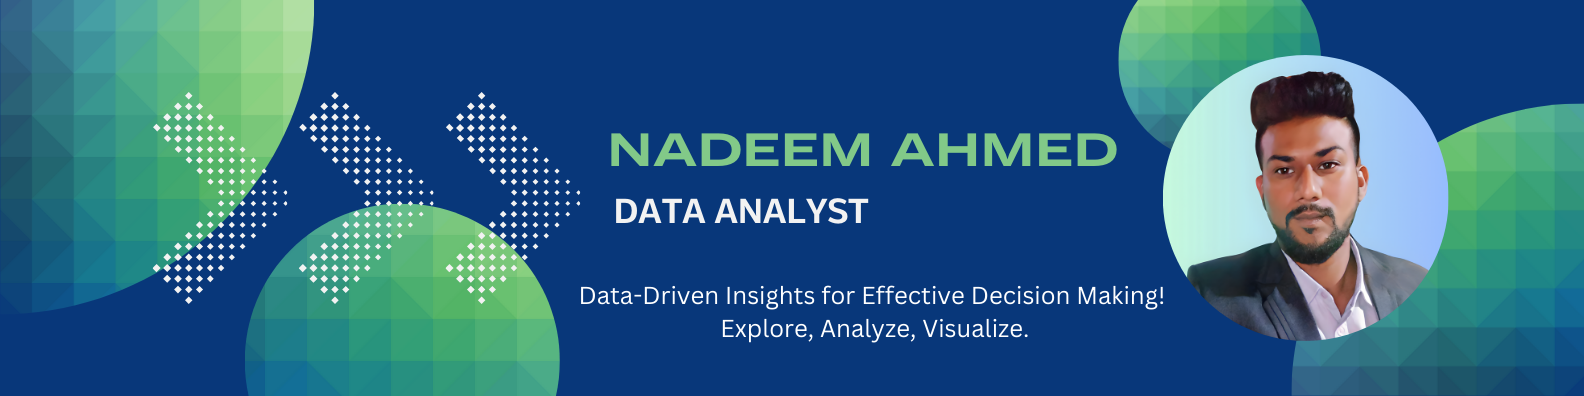 NADEEM AHMED
DATA ANALYST
Data-Driven Insights for Effective Decision Making!
Explore, Analyze, Visualize.